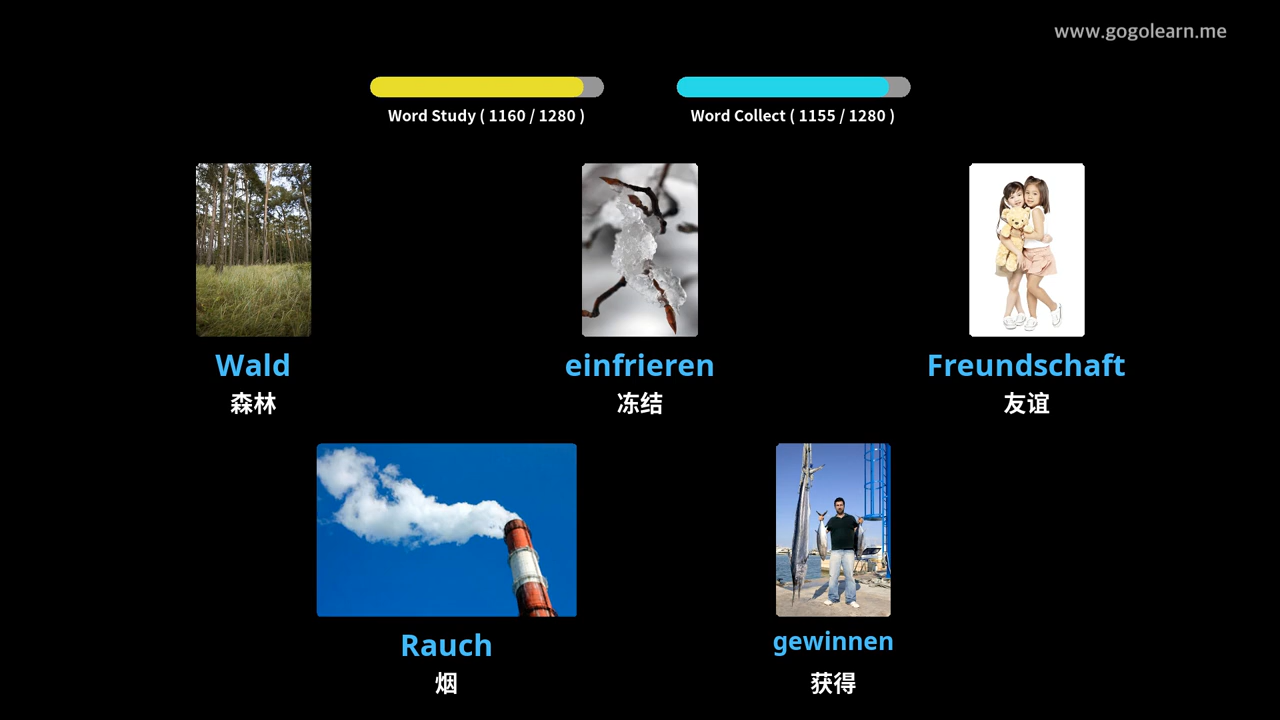 www.gogolearn.me
Word Study ( 1160 / 1280 )
Word Collect ( 1155 / 1280 )
Wald
森林
einfrieren
冻结
Freundschaft
友谊
Rauch
烟
gewinnen
获得